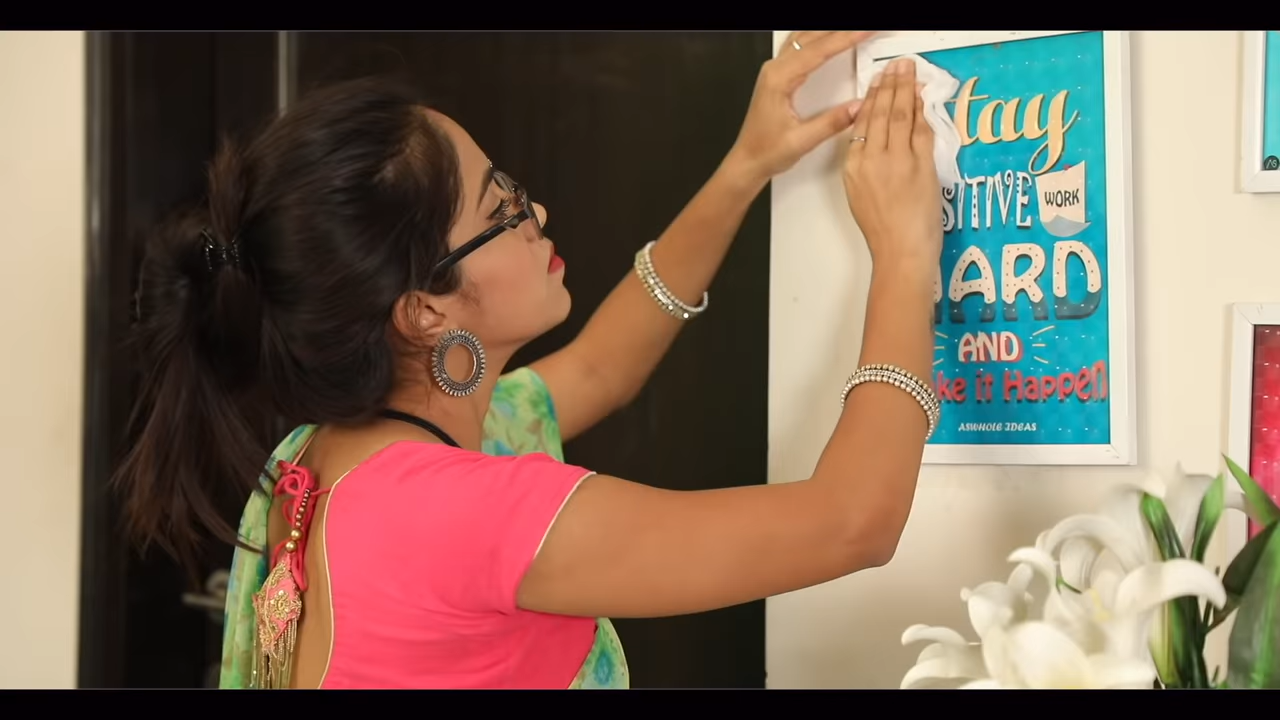 tay
SITIVE WORK
ARD
AND
ke it Happen
ASWHOLE IDEAS